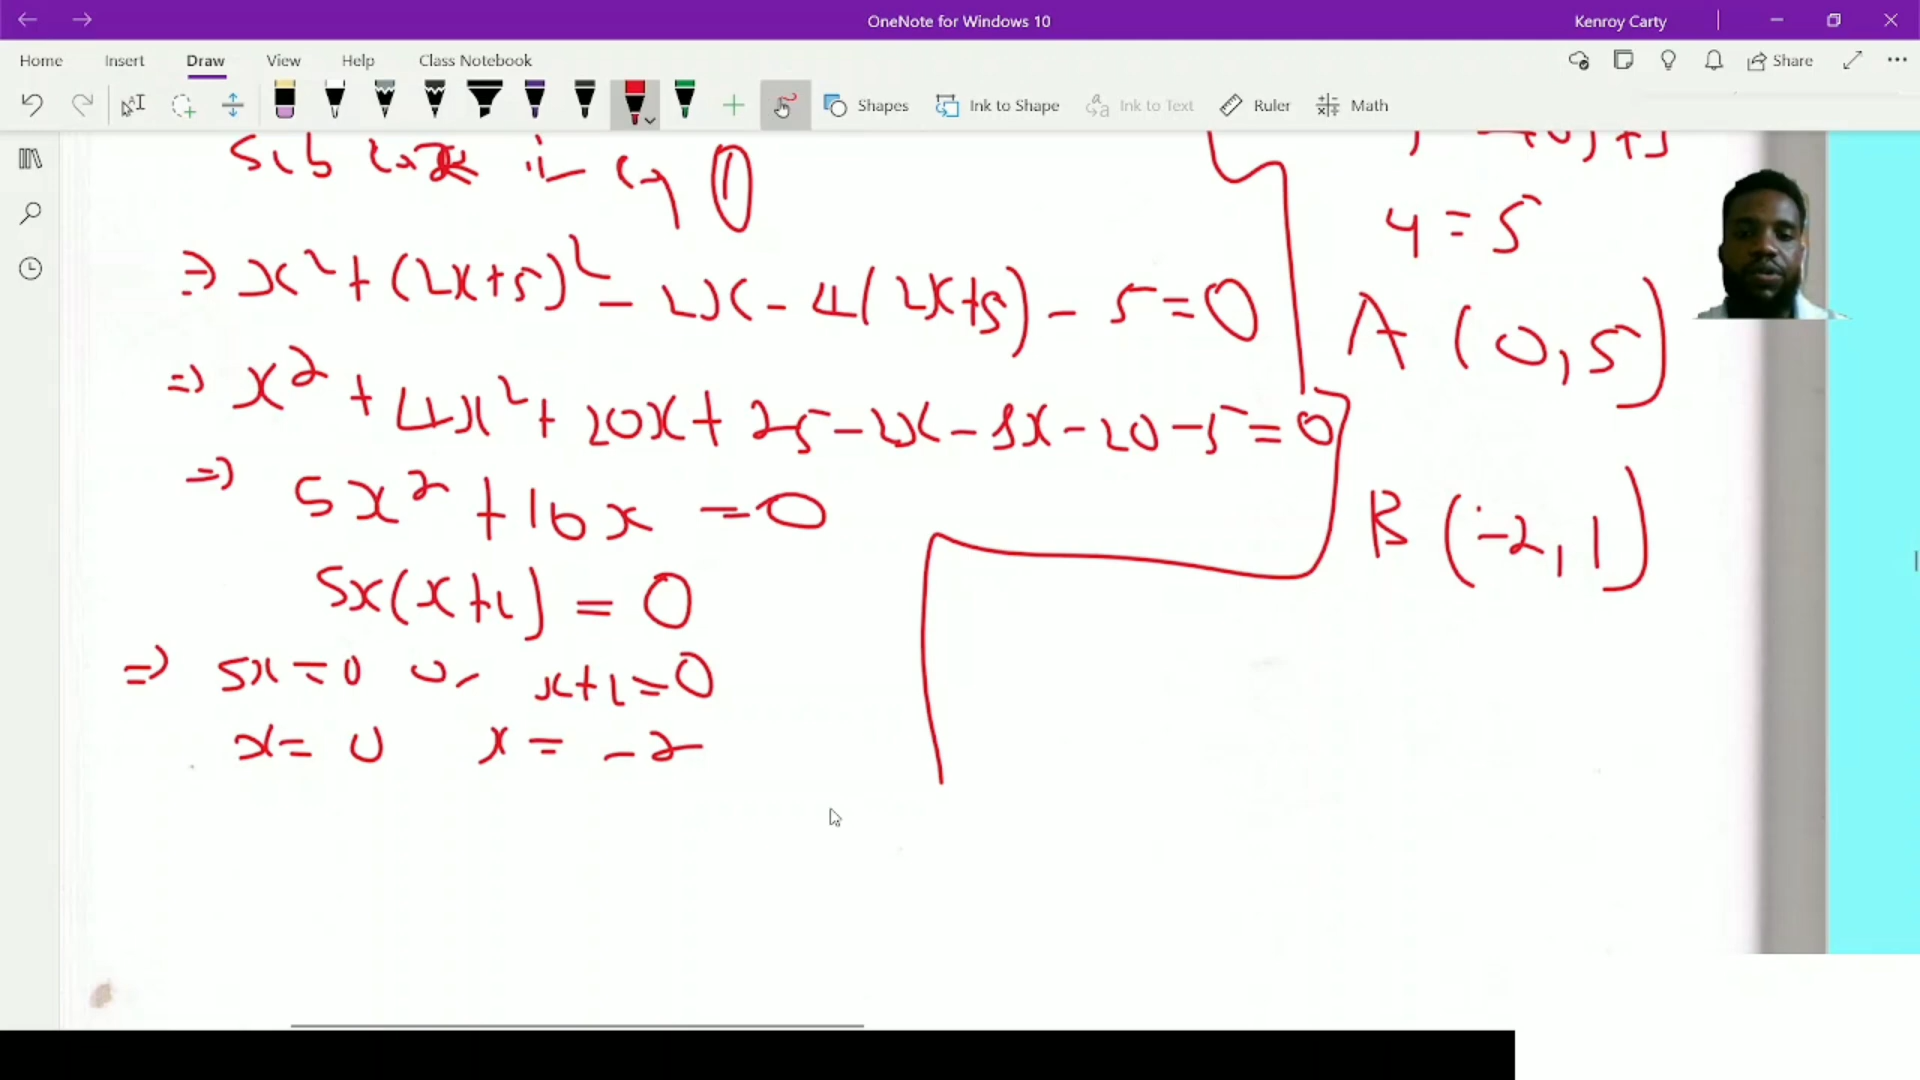 OneNote for Windows 10
Kenroy Carty
Home Insert Draw View Help Class Notebook
Share
Shapes Ink to Shape Ink to Text Ruler Math
Sub in eq 1
=> x² + (2x+5)² - 2x - 4(2x+5) - 5 = 0
=> x² + 4x² + 20x + 25 - 2x - 8x - 20 - 5 = 0
=> 5x² + 10x = 0
5x(x+2) = 0
=> 5x = 0 or x+2 = 0
x = 0 x = -2
y = 5
A (0, 5)
B (-2, 1)